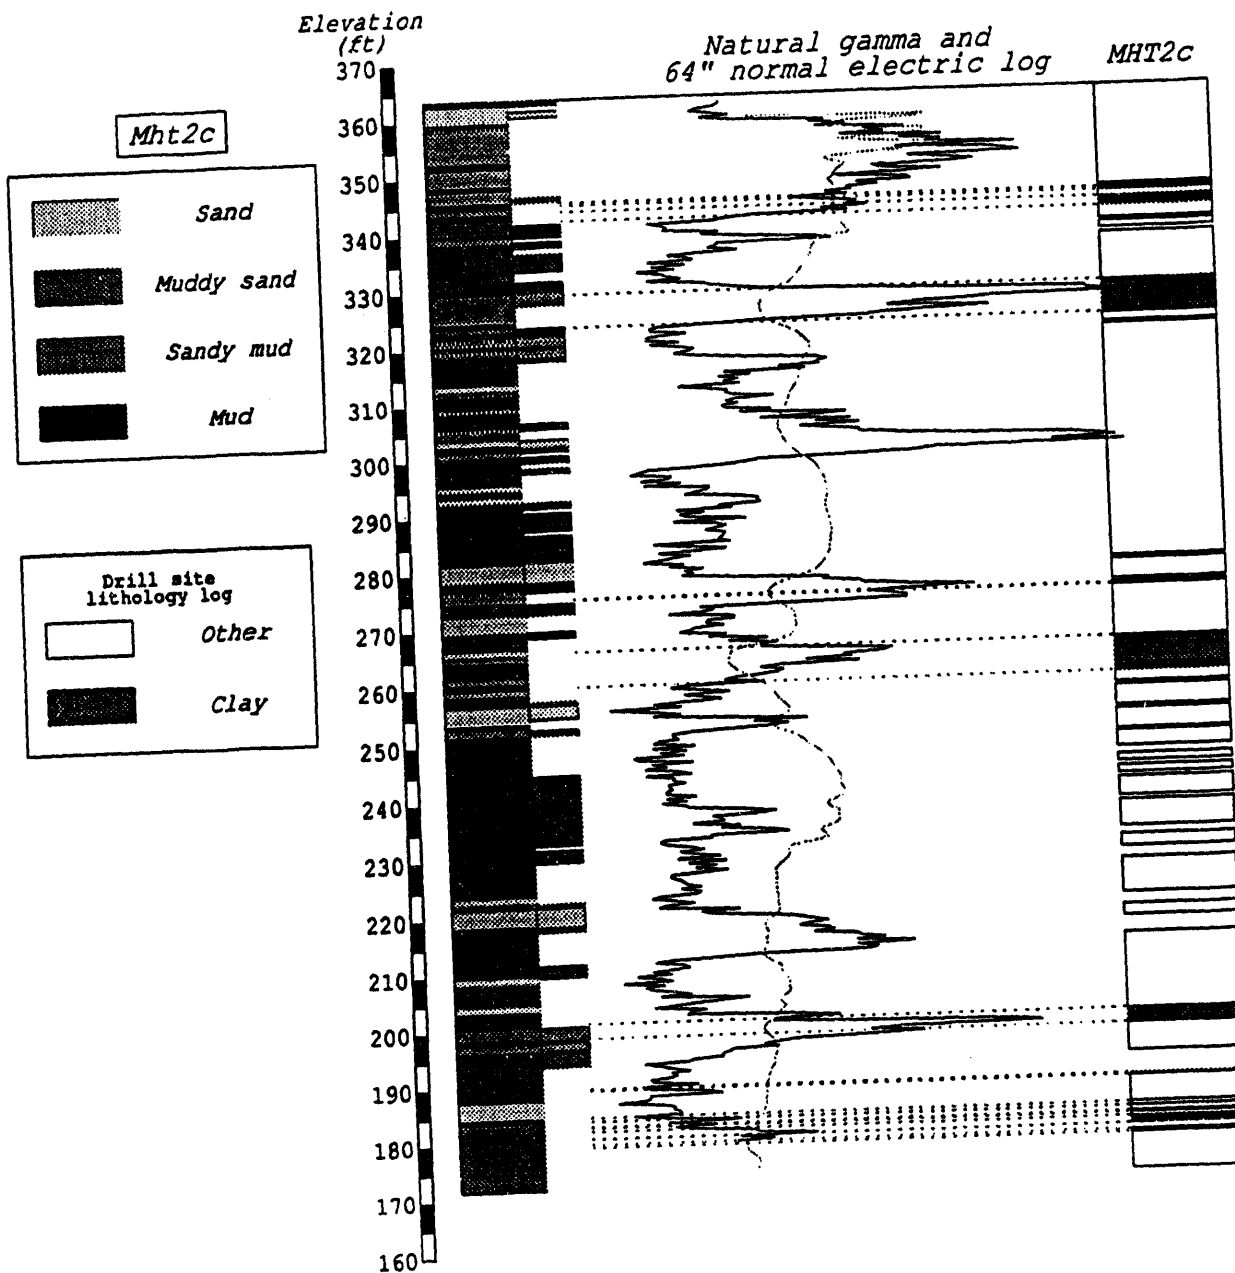 Elevation
(ft)
Natural gamma and
64" normal electric log
MHT2c
Mht2c
Sand
Muddy sand
Sandy mud
Mud
Drill site
lithology log
Other
Clay
370
360
350
340
330
320
310
300
290
280
270
260
250
240
230
220
210
200
190
180
170
160